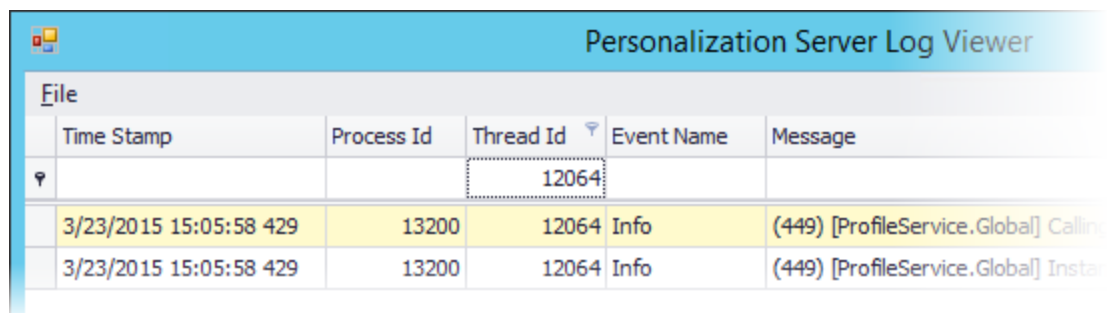 Personalization Server Log Viewer
File
Time Stamp Process Id Thread Id Event Name Message
12064
3/23/2015 15:05:58 429 13200 12064 Info (449) [ProfileService.Global] Calling
3/23/2015 15:05:58 429 13200 12064 Info (449) [ProfileService.Global]